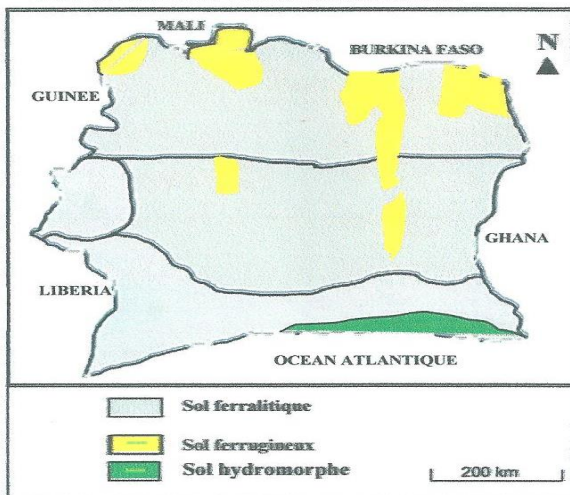 MALI
BURKINA FASO
N
GUINEE
GHANA
LIBERIA
OCEAN ATLANTIQUE
Sol ferralitique
Sol ferrugineux
Sol hydromorphe
200 km